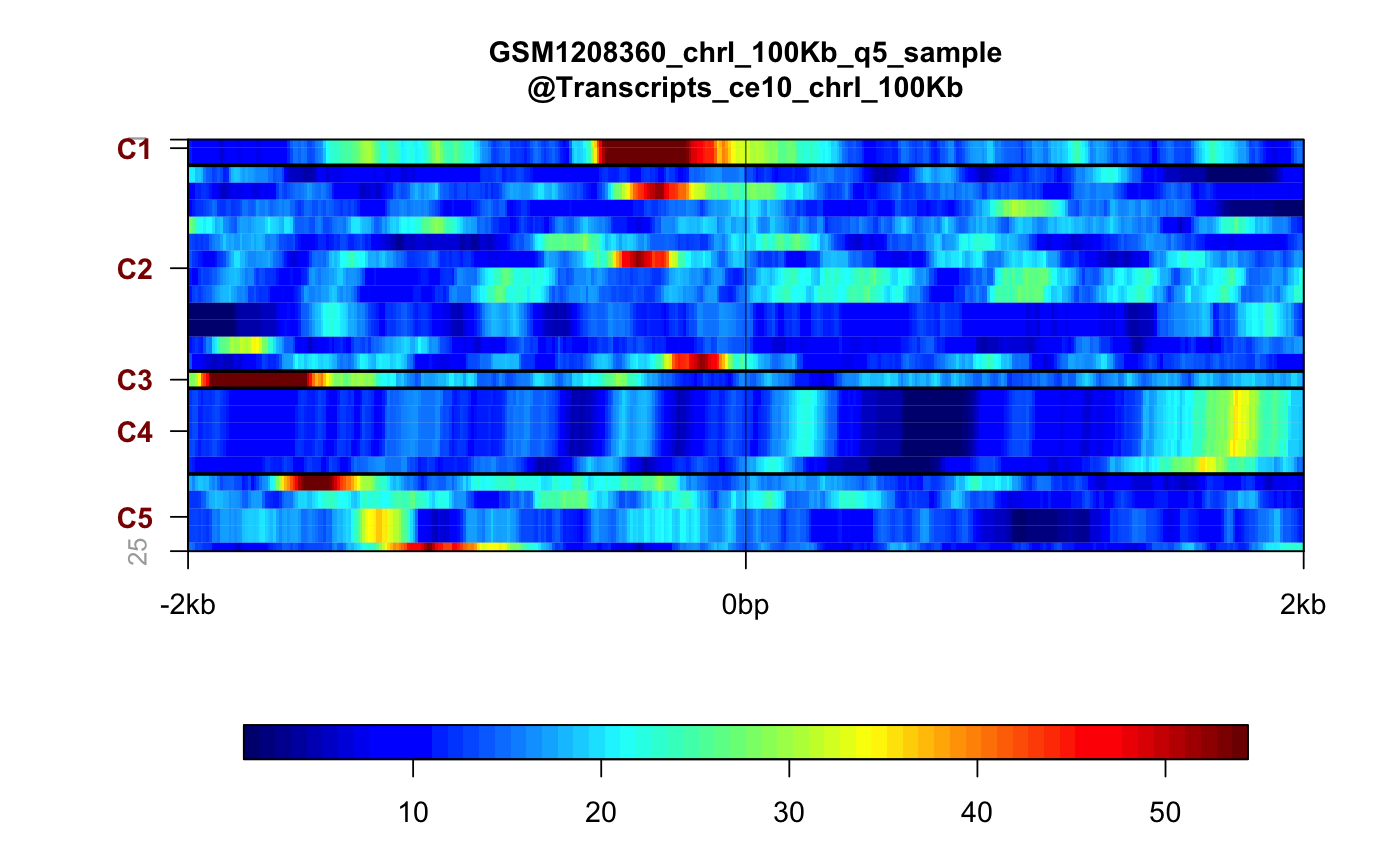 GSM1208360_chrI_100Kb_q5_sample
@Transcripts_ce10_chrI_100Kb
C1
C2
C3
C4
C5
25
-2kb 0bp 2kb
10 20 30 40 50